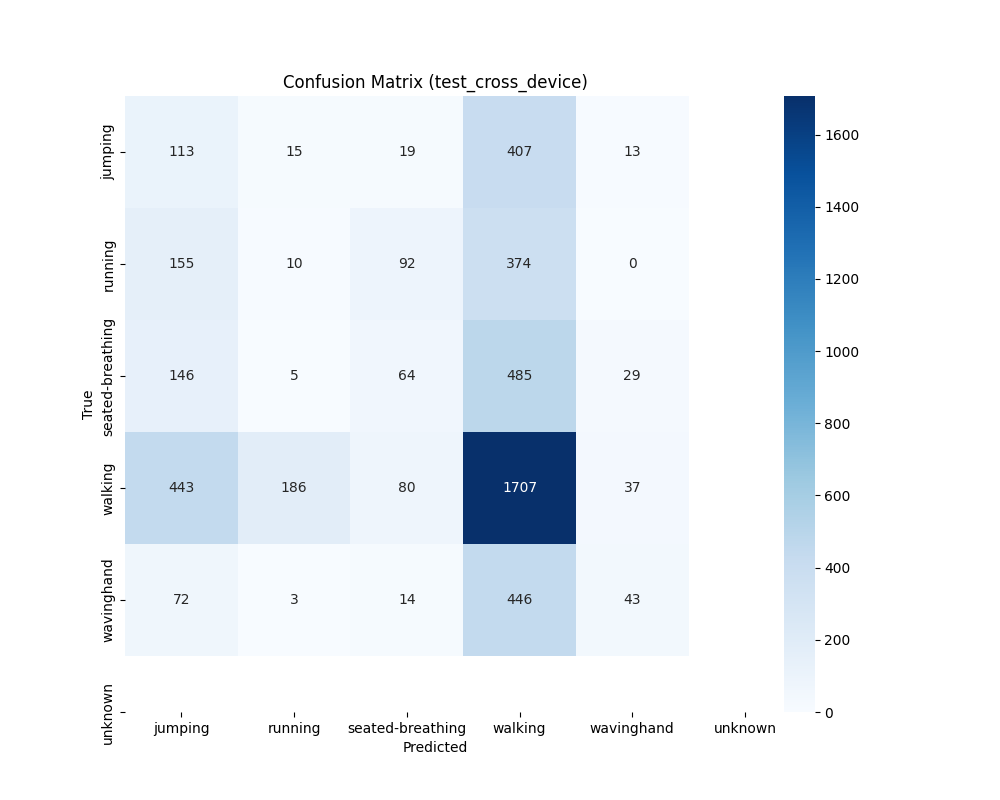 Confusion Matrix (test_cross_device)
True
jumping 113 15 19 407 13
running 155 10 92 374 0
seated-breathing 146 5 64 485 29
walking 443 186 80 1707 37
wavinghand 72 3 14 446 43
unknown
jumping running seated-breathing walking wavinghand unknown
Predicted
1600
1400
1200
1000
800
600
400
200
0